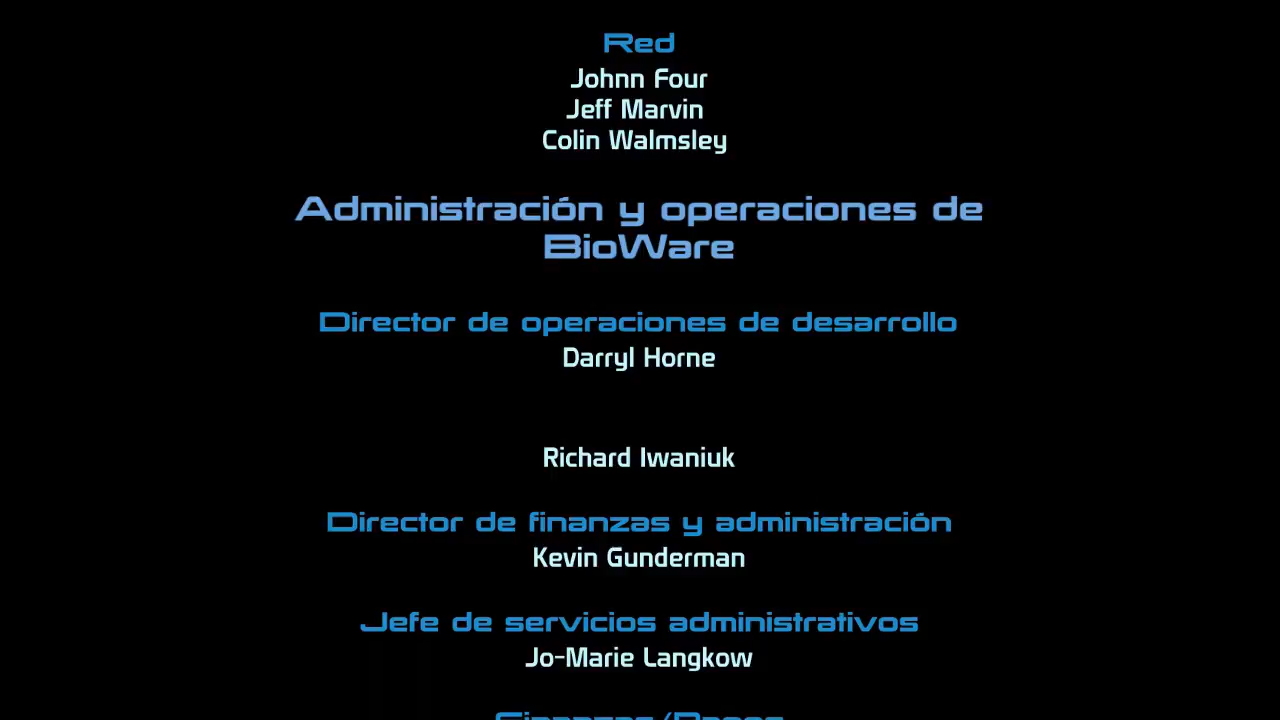 Red
Johnn Four
Jeff Marvin
Colin Walmsley
Administración y operaciones de
BioWare
Director de operaciones de desarrollo
Darryl Horne
Richard Iwaniuk
Director de finanzas y administración
Kevin Gunderman
Jefe de servicios administrativos
Jo-Marie Langkow